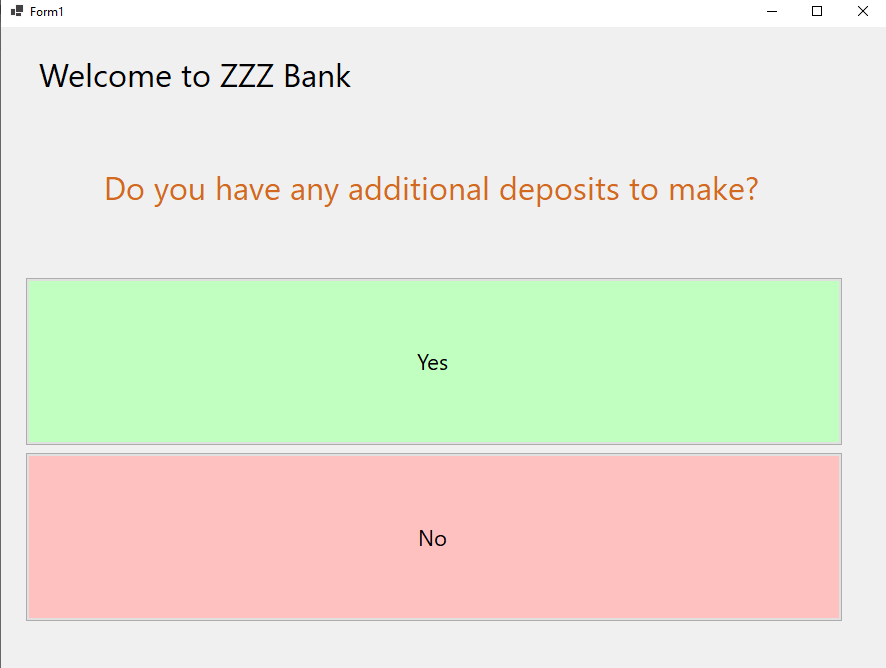 Form1
Welcome to ZZZ Bank
Do you have any additional deposits to make?
Yes
No